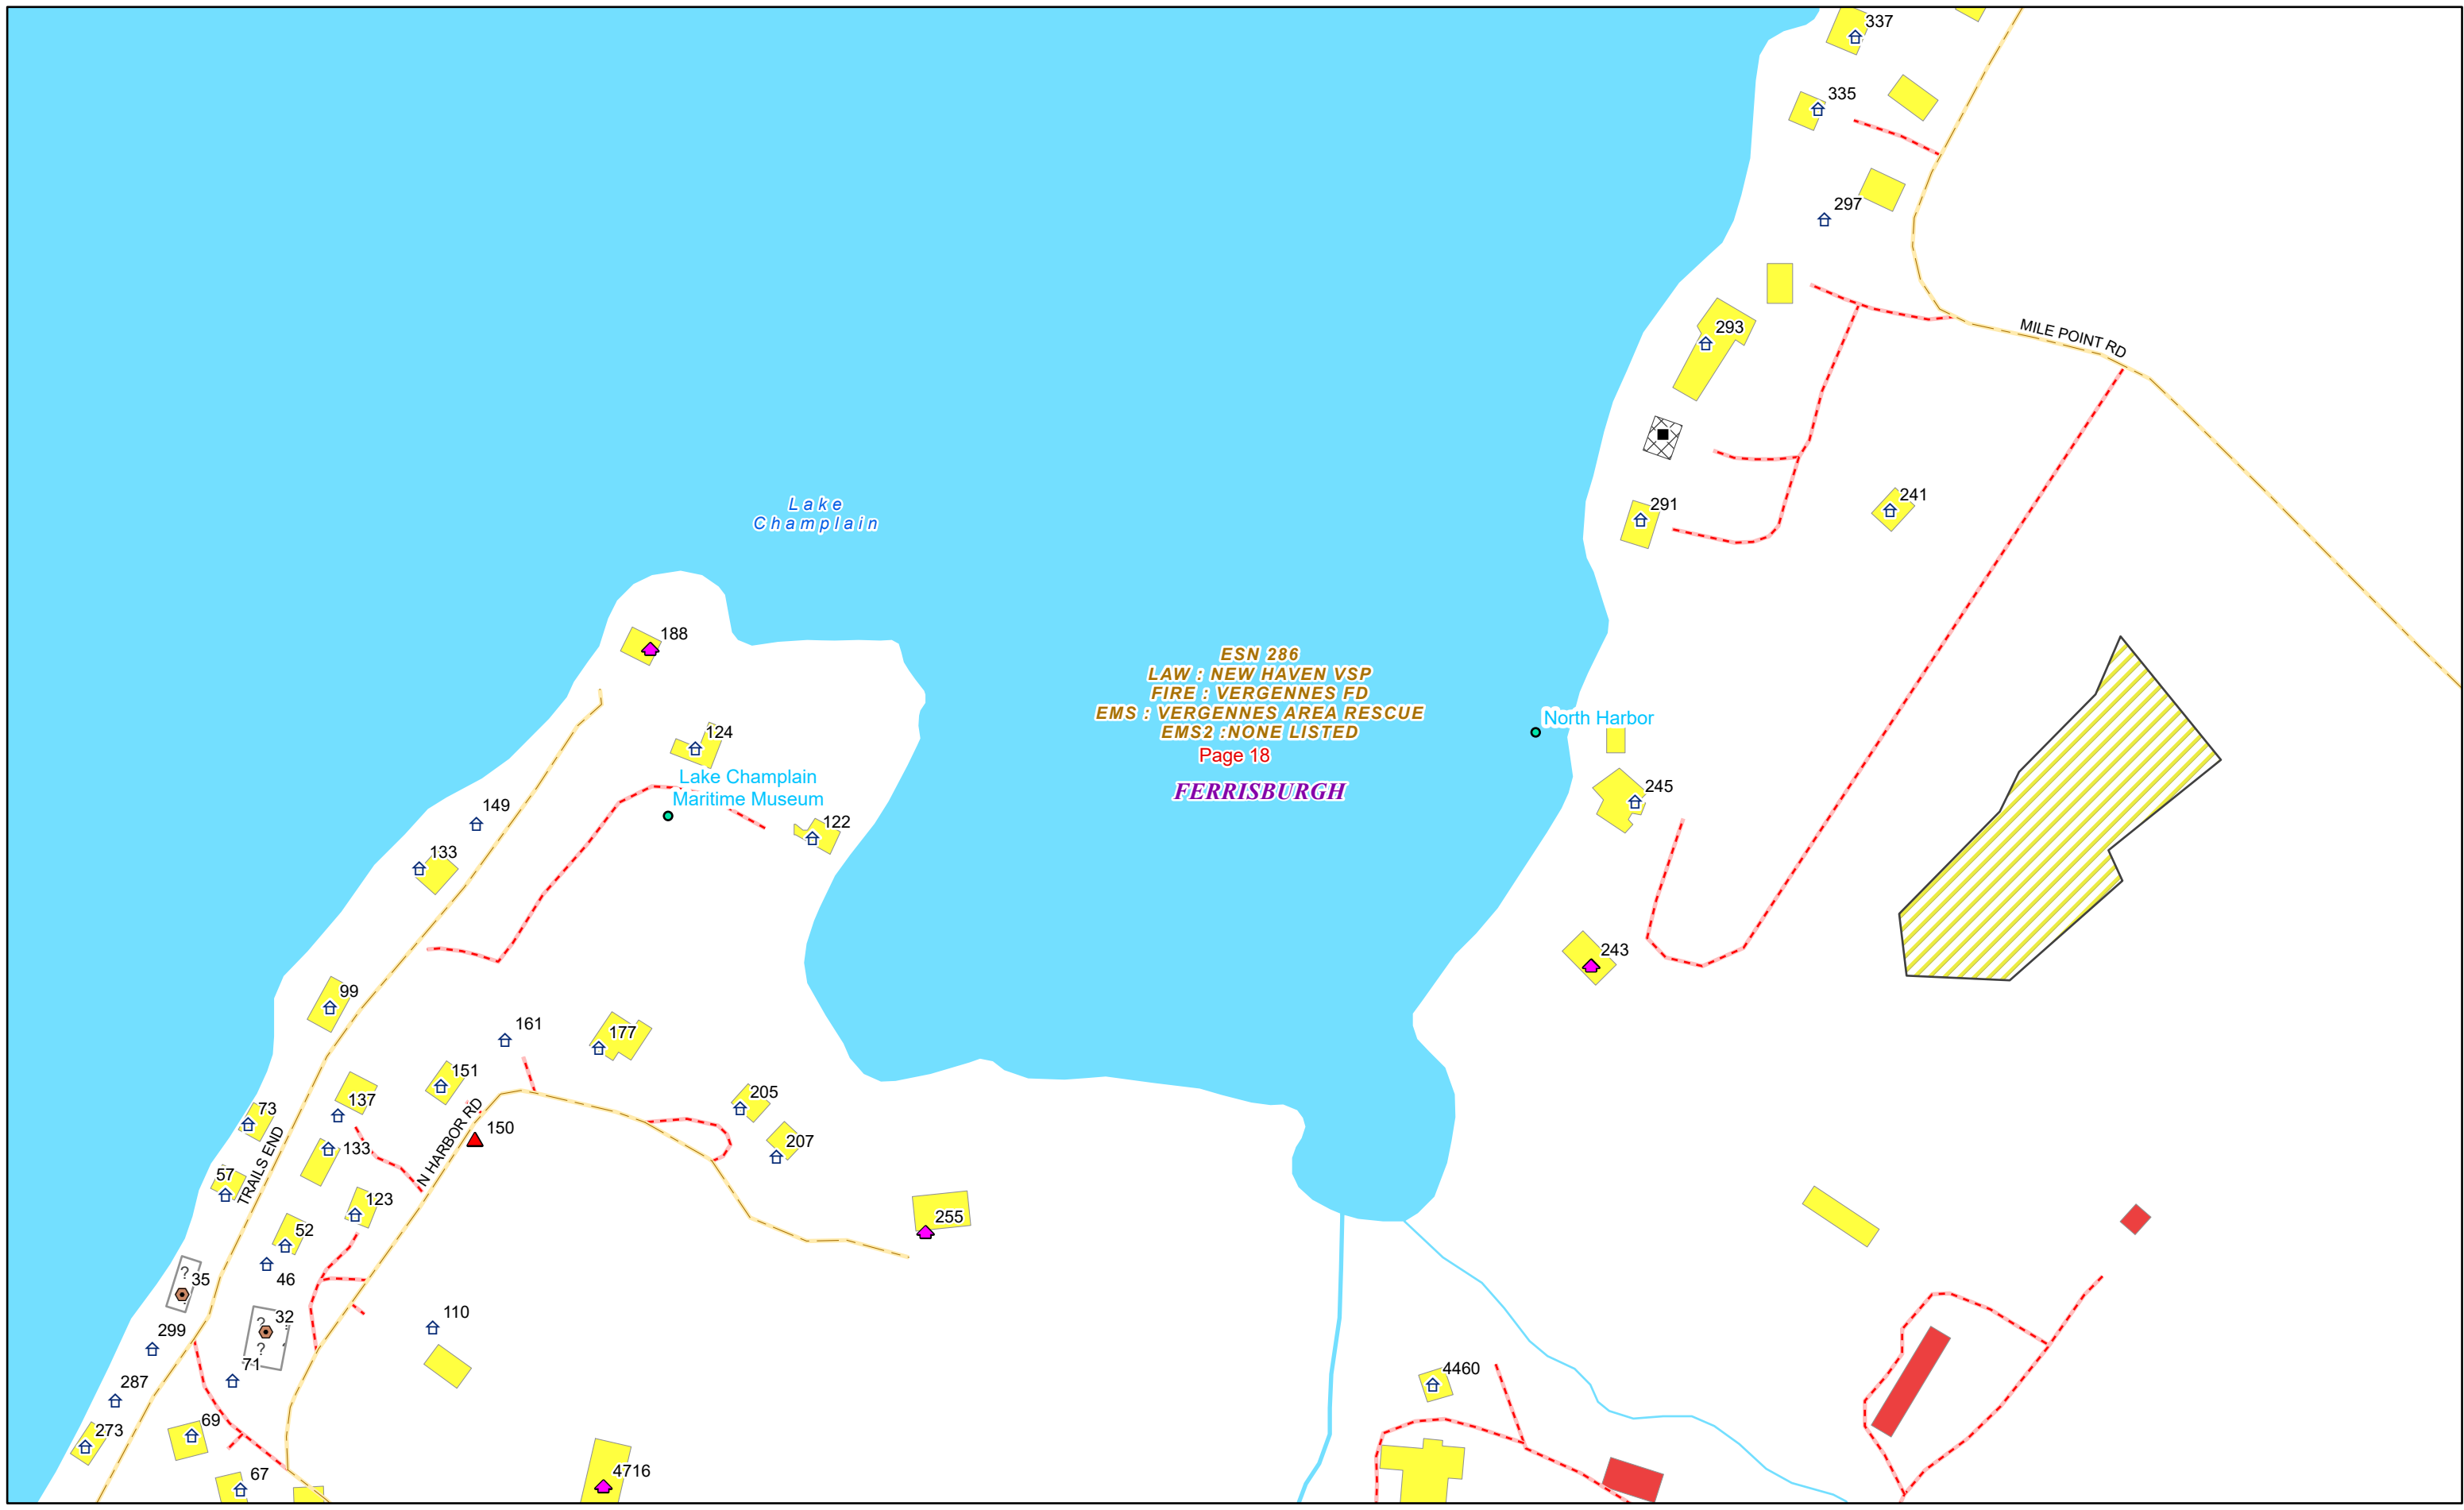 337
335
297
MILE POINT RD
293
291
241
Lake
Champlain
188
ESN 286
LAW : NEW HAVEN VSP
FIRE : VERGENNES FD
EMS : VERGENNES AREA RESCUE
EMS2 :NONE LISTED
Page 18
FERRISBURGH
North Harbor
124
Lake Champlain
Maritime Museum
149
122
245
133
243
99
161
177
151
205
137
73
N HARBOR RD
150
207
133
TRAILS END
57
123
52
255
46
?
35
32
?
?
110
299
71
287
4460
69
273
67
4716